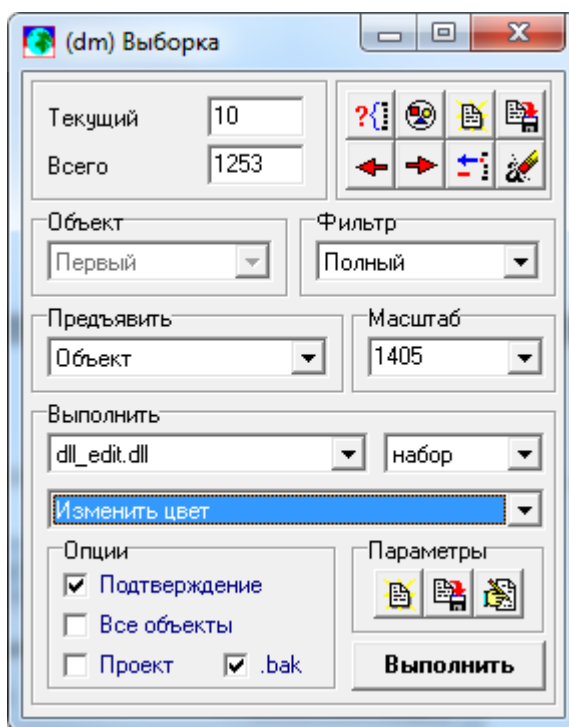 (dm) Выборка
Текущий 10
Всего 1253
Объект
Первый
Фильтр
Полный
Предъявить
Объект
Масштаб
1405
Выполнить
dll_edit.dll набор
Изменить цвет
Опции
Подтверждение
Все объекты
Проект .bak
Параметры
Выполнить